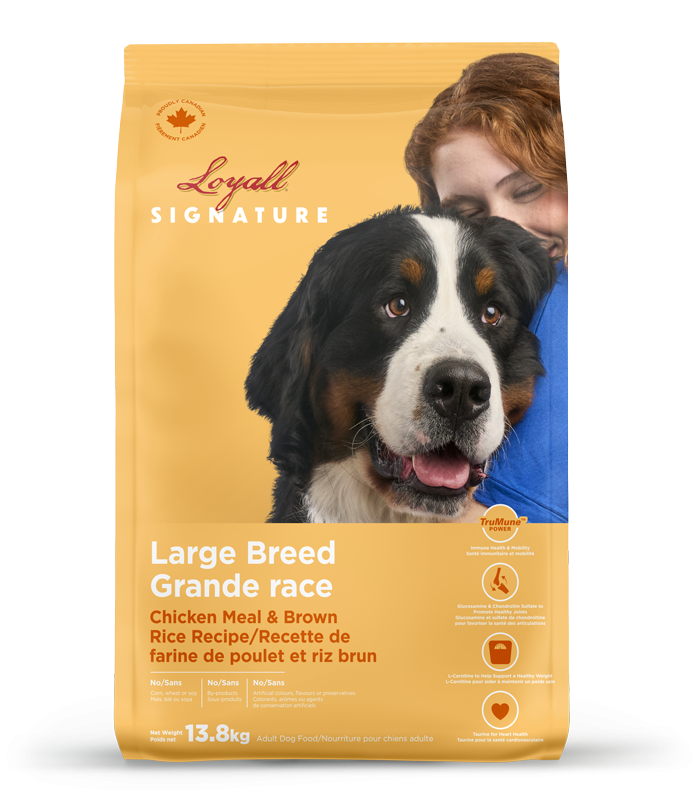 PROUDLY CANADIAN
FIÈREMENT CANADIEN
Loyall
SIGNATURE
Large Breed
Grande race
Chicken Meal & Brown
Rice Recipe/Recette de
farine de poulet et riz brun
No/Sans
Corn, wheat or soy
Maïs, blé ou soya
No/Sans
By-products
Sous-produits
No/Sans
Artificial colours, flavours or preservatives
Colorants, arômes ou agents
de conservation artificiels
Net Weight
Poids net
13.8kg
Adult Dog Food/Nourriture pour chiens adulte
TruMune™
POWER
Immune Health & Mobility
Santé immunitaire et mobilité
Glucosamine & Chondroitin Sulfate to
Promote Healthy Joints
Glucosamine et sulfate de chondroïtine
pour favoriser la santé des articulations
L-Carnitine to Help Support a Healthy Weight
L-Carnitine pour aider à maintenir un poids sain
Taurine for Heart Health
Taurine pour la santé cardiovasculaire